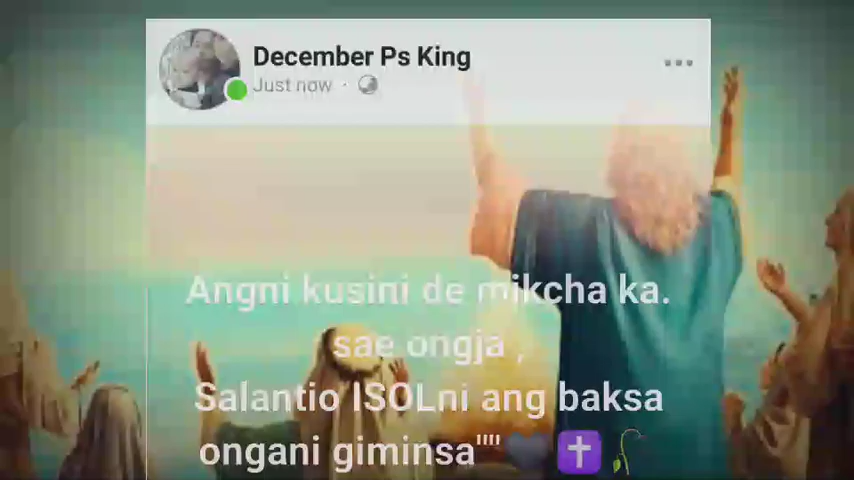 December Ps King
Just now ·
Angni kusini de mikcha ka.
sae ongja ,
Salantio ISOLni ang baksa
ongani giminsa""